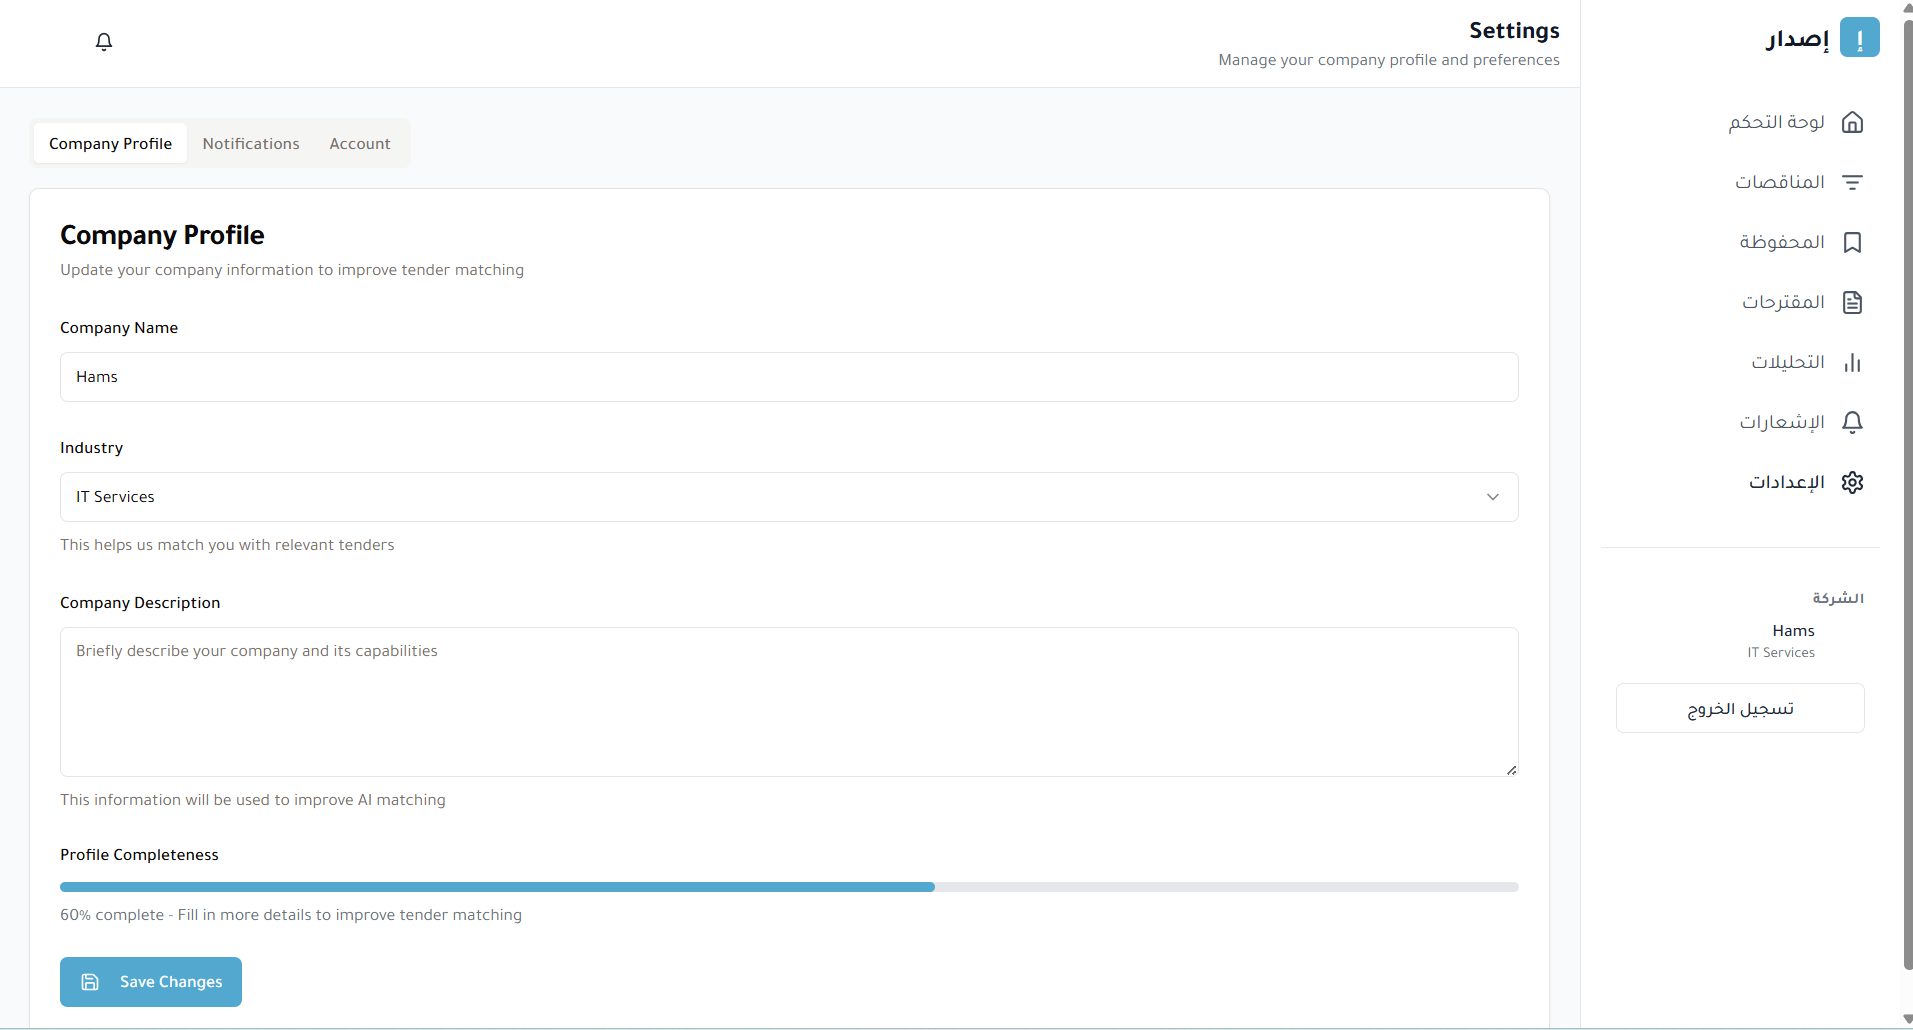 إ
إصدار
لوحة التحكم
المناقصات
المحفوظة
المقترحات
التحليلات
الإشعارات
الإعدادات
الشركة
Hams
IT Services
تسجيل الخروج
Settings
Manage your company profile and preferences
Company Profile
Notifications
Account
Company Profile
Update your company information to improve tender matching
Company Name
Hams
Industry
IT Services
This helps us match you with relevant tenders
Company Description
Briefly describe your company and its capabilities
This information will be used to improve AI matching
Profile Completeness
60% complete - Fill in more details to improve tender matching
Save Changes